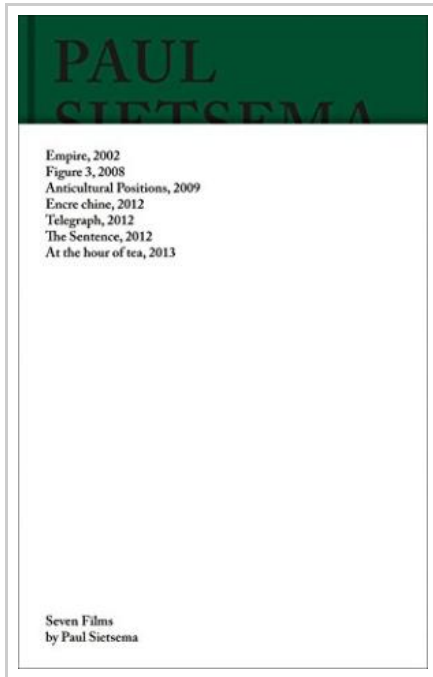 PAUL
SIETSEMA
Empire, 2002
Figure 3, 2008
Anticultural Positions, 2009
Encre chine, 2012
Telegraph, 2012
The Sentence, 2012
At the hour of tea, 2013
Seven Films
by Paul Sietsema